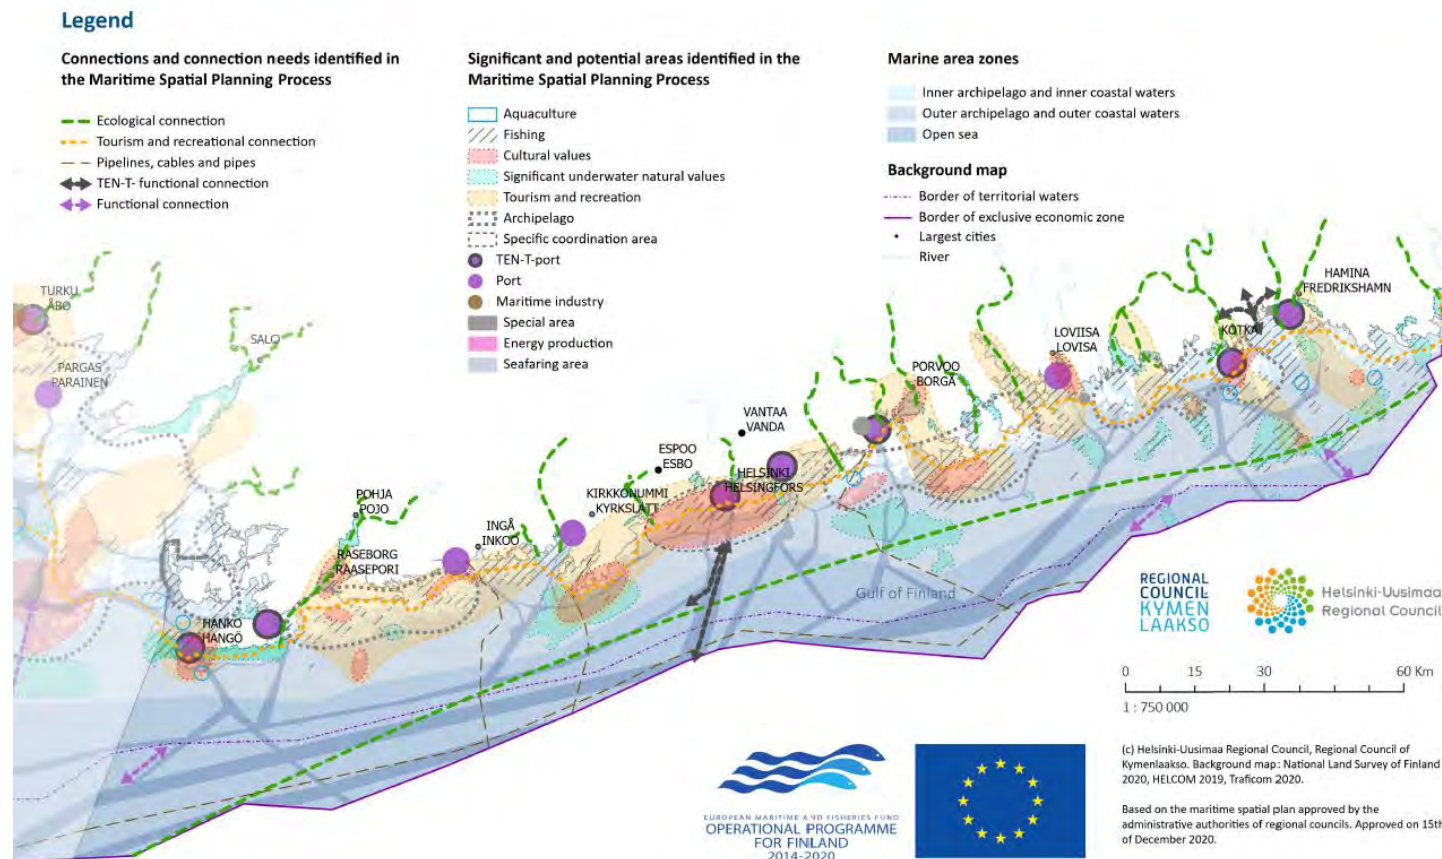 Legend
Connections and connection needs identified in
the Maritime Spatial Planning Process
Ecological connection
Tourism and recreational connection
Pipelines, cables and pipes
TEN-T- functional connection
Functional connection
Significant and potential areas identified in the
Maritime Spatial Planning Process
Aquaculture
Fishing
Cultural values
Significant underwater natural values
Tourism and recreation
Archipelago
Specific coordination area
TEN-T-port
Port
Maritime industry
Special area
Energy production
Seafaring area
Marine area zones
Inner archipelago and inner coastal waters
Outer archipelago and outer coastal waters
Open sea
Background map
Border of territorial waters
Border of exclusive economic zone
Largest cities
River
TURKU
ÅBO
SALO
PARGAS
PARAINEN
HANKO
HANGÖ
POHJA
POJO
RASEBORG
RAASEPORI
INGÅ
INKOO
KIRKKONUMMI
KYRKSLÄTT
ESPOO
ESBO
VANTAA
VANDA
HELSINKI
HELSINGFORS
PORVOO
BORGÅ
LOVIISA
LOVISA
KOTKA
HAMINA
FREDRIKSHAMN
Gulf of Finland
REGIONAL
COUNCIL
KYMEN
LAAKSO
Helsinki-Uusimaa
Regional Council
0 15 30 60 Km
1 : 750 000
EUROPEAN MARITIME AND FISHERIES FUND
OPERATIONAL PROGRAMME
FOR FINLAND
2014-2020
(c) Helsinki-Uusimaa Regional Council, Regional Council of
Kymenlaakso. Background map: National Land Survey of Finland
2020, HELCOM 2019, Traficom 2020.
Based on the maritime spatial plan approved by the
administrative authorities of regional councils. Approved on 15th
of December 2020.